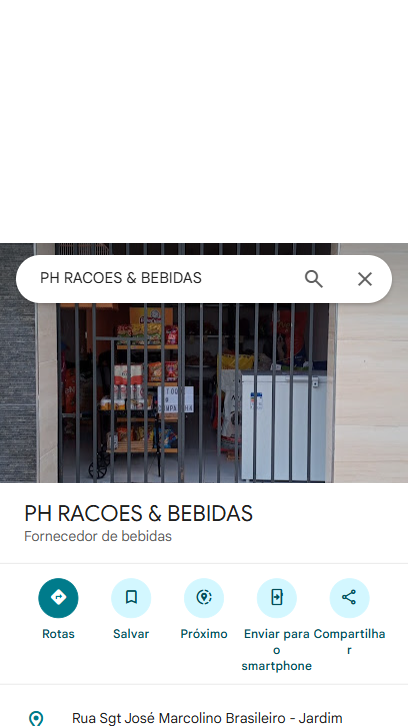 PH RACOES & BEBIDAS
PH RACOES & BEBIDAS
Fornecedor de bebidas
Rotas
Salvar
Próximo
Enviar para
o
smartphone
Compartilha
r
Rua Sgt José Marcolino Brasileiro - Jardim